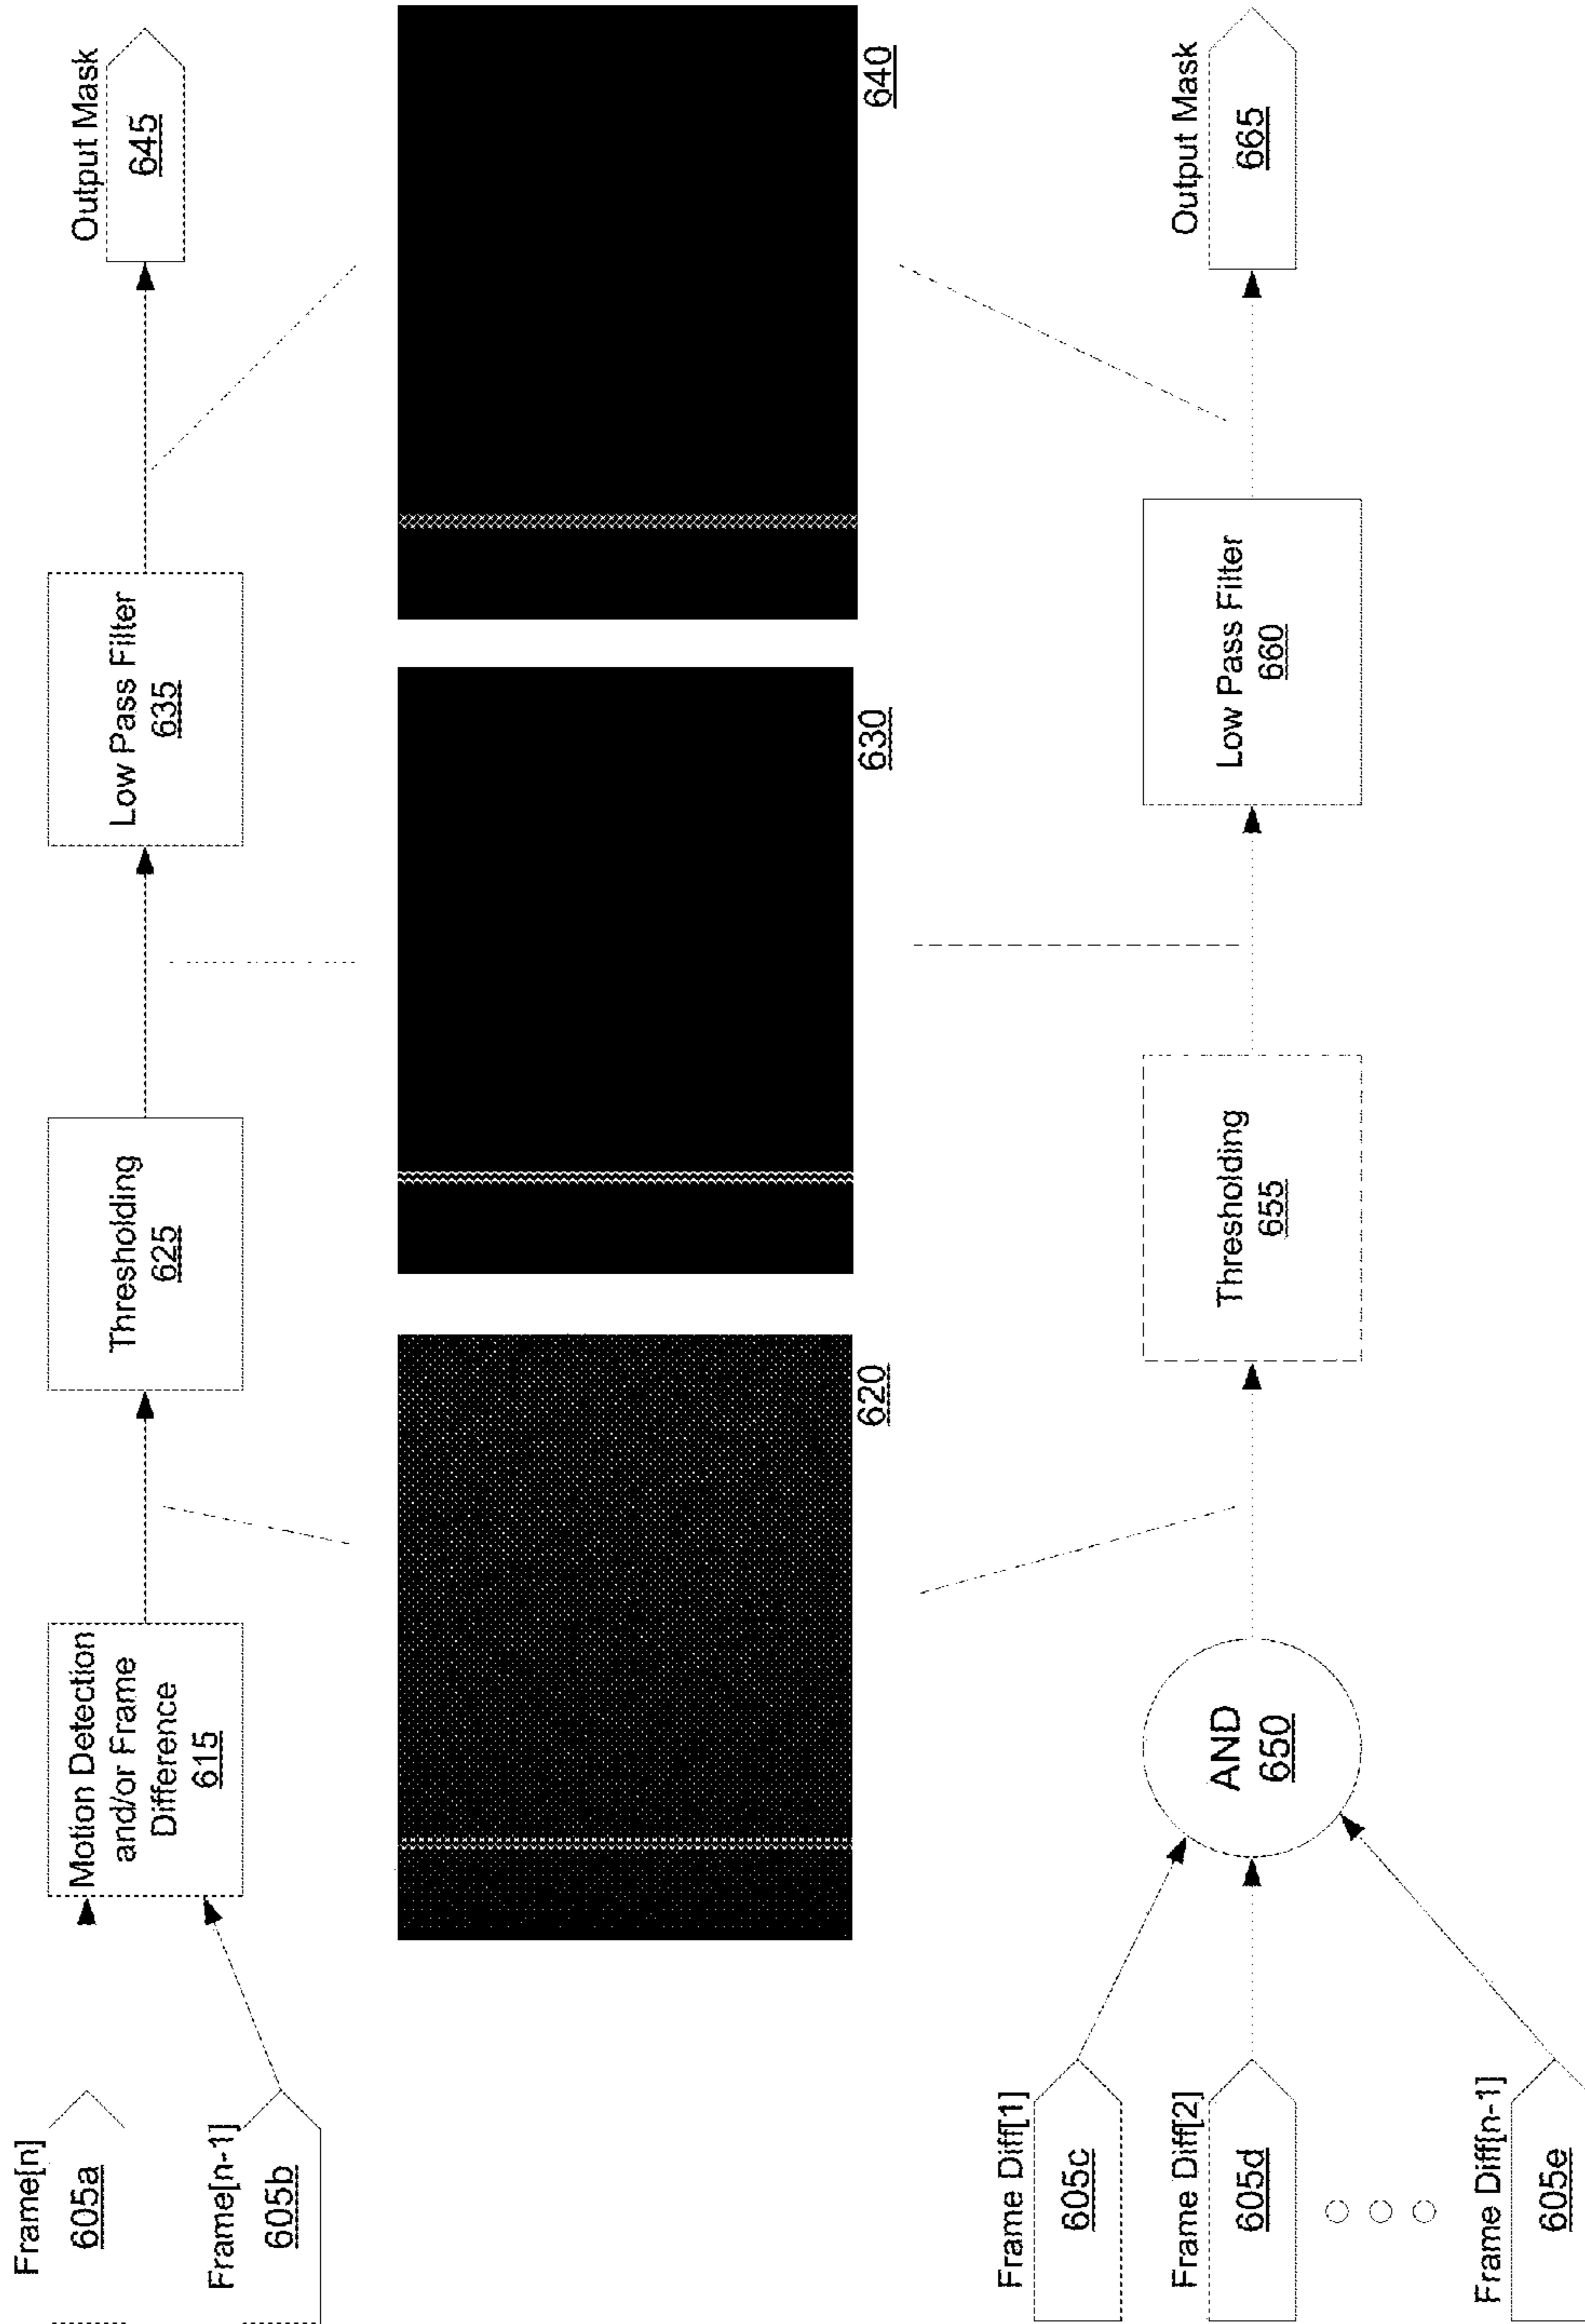 Frame[n]
605a
Frame[n-1]
605b
Motion Detection
and/or Frame
Difference
615
Thresholding
625
Low Pass Filter
635
Output Mask
645
620
630
640
Frame Diff[1]
605c
Frame Diff[2]
605d
Frame Diff[n-1]
605e
AND
650
Thresholding
655
Low Pass Filter
660
Output Mask
665